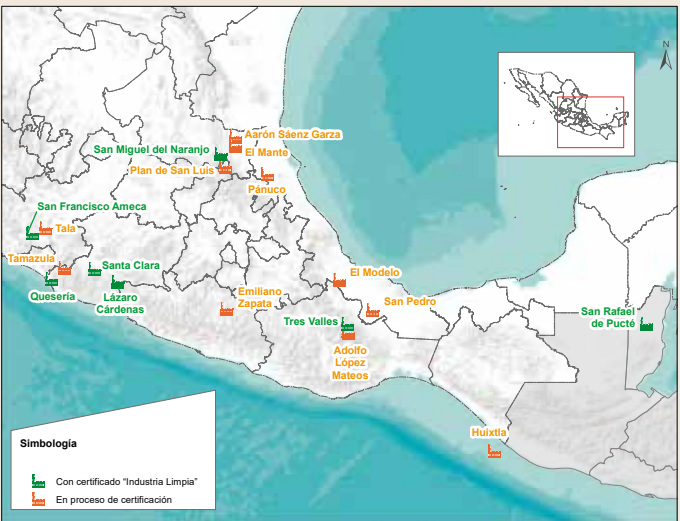 N
Aarón Sáenz Garza
San Miguel del Naranjo
El Mante
Plan de San Luis
Pánuco
San Francisco Ameca
Tala
Tamazula
Santa Clara
El Modelo
Quesería
Lázaro
Cárdenas
Emiliano
Zapata
San Pedro
Tres Valles
San Rafael
de Pucté
Adolfo
López
Mateos
Huixtla
Simbología
Con certificado "Industria Limpia"
En proceso de certificación